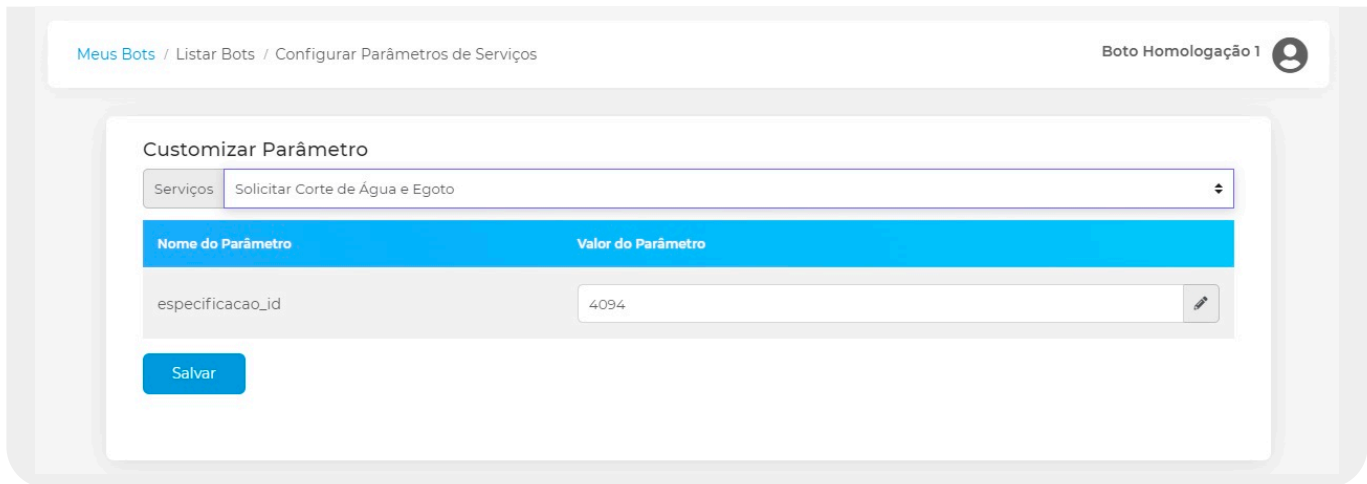 Meus Bots / Listar Bots / Configurar Parâmetros de Serviços
Boto Homologação 1
Customizar Parâmetro
Serviços Solicitar Corte de Água e Egoto
Nome do Parâmetro Valor do Parâmetro
especificacao_id 4094
Salvar